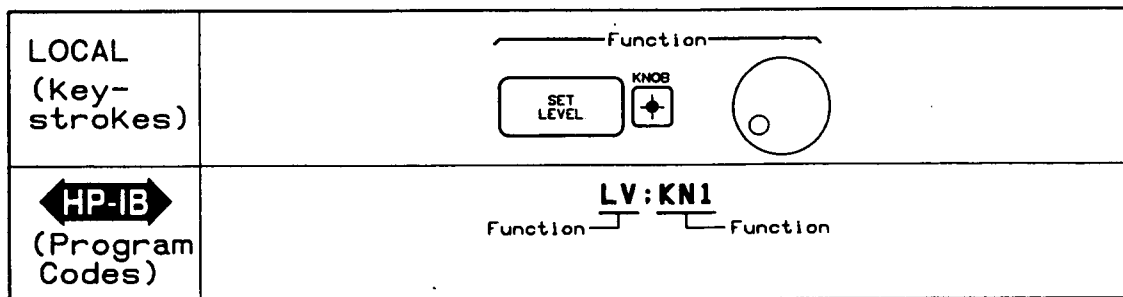 LOCAL
(Key-
strokes)
Function
KNOB
SET
LEVEL
HP-IB
(Program
Codes)
LV;KN1
Function
Function